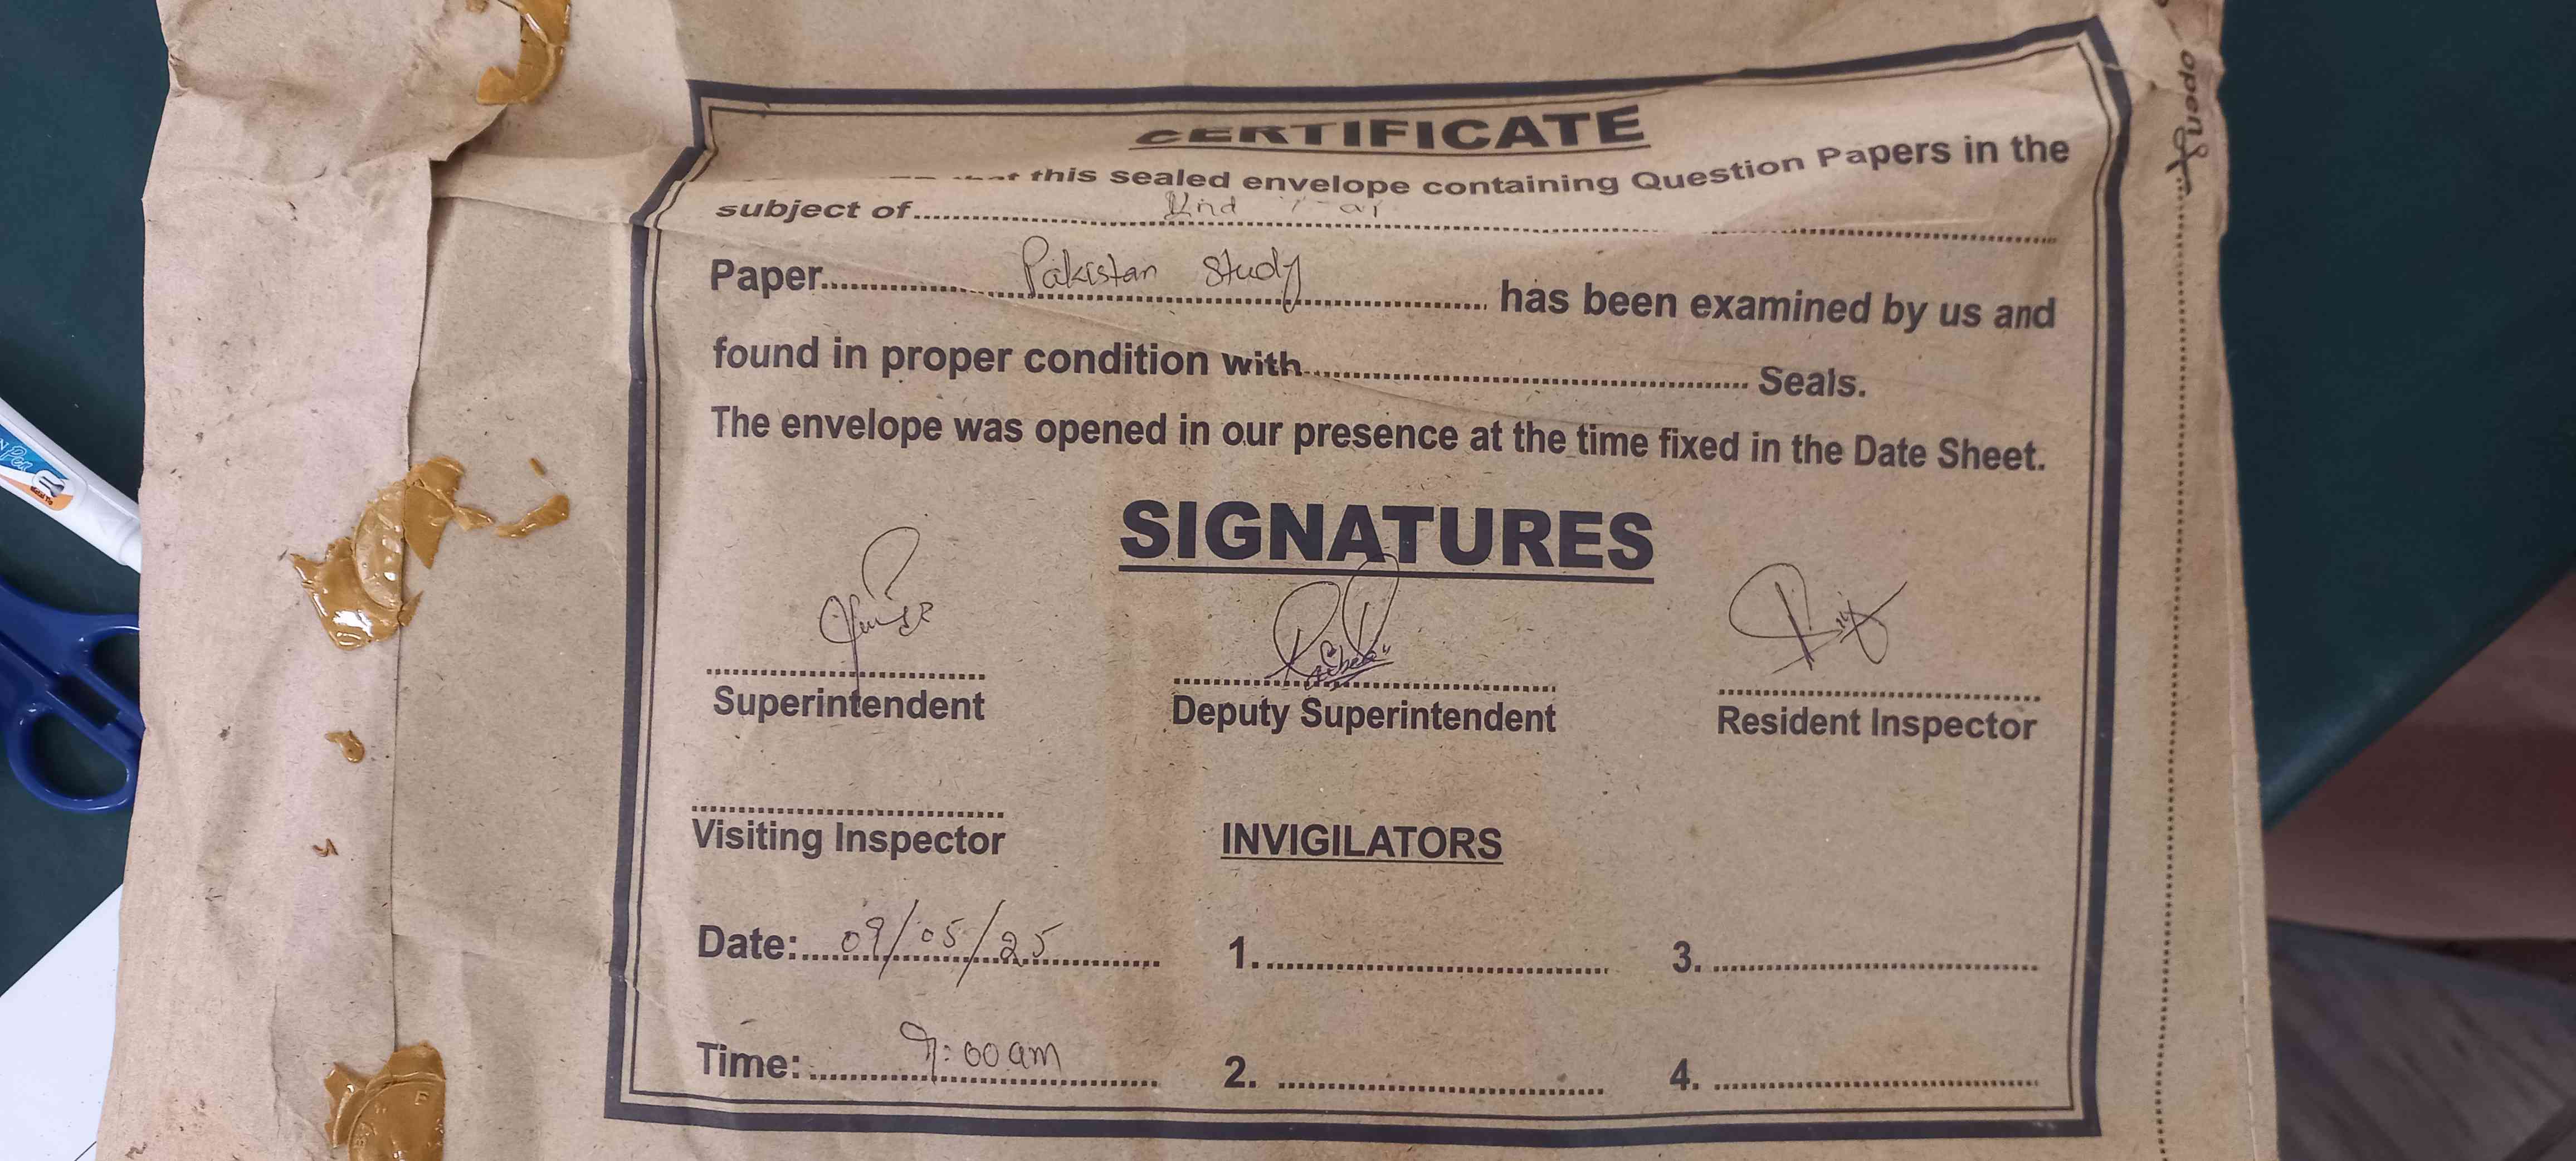 CERTIFICATE
this sealed envelope containing Question Papers in the
subject of.......... 2nd
Paper.......... Pakistan Study .......... has been examined by us and
found in proper condition with.......... Seals.
The envelope was opened in our presence at the time fixed in the Date Sheet.
SIGNATURES
Superintendent
Deputy Superintendent
Resident Inspector
Visiting Inspector
INVIGILATORS
Date:.......... 09/05/25
1...........
3...........
Time:.......... 9:00am
2. ..........
4. ..........
open